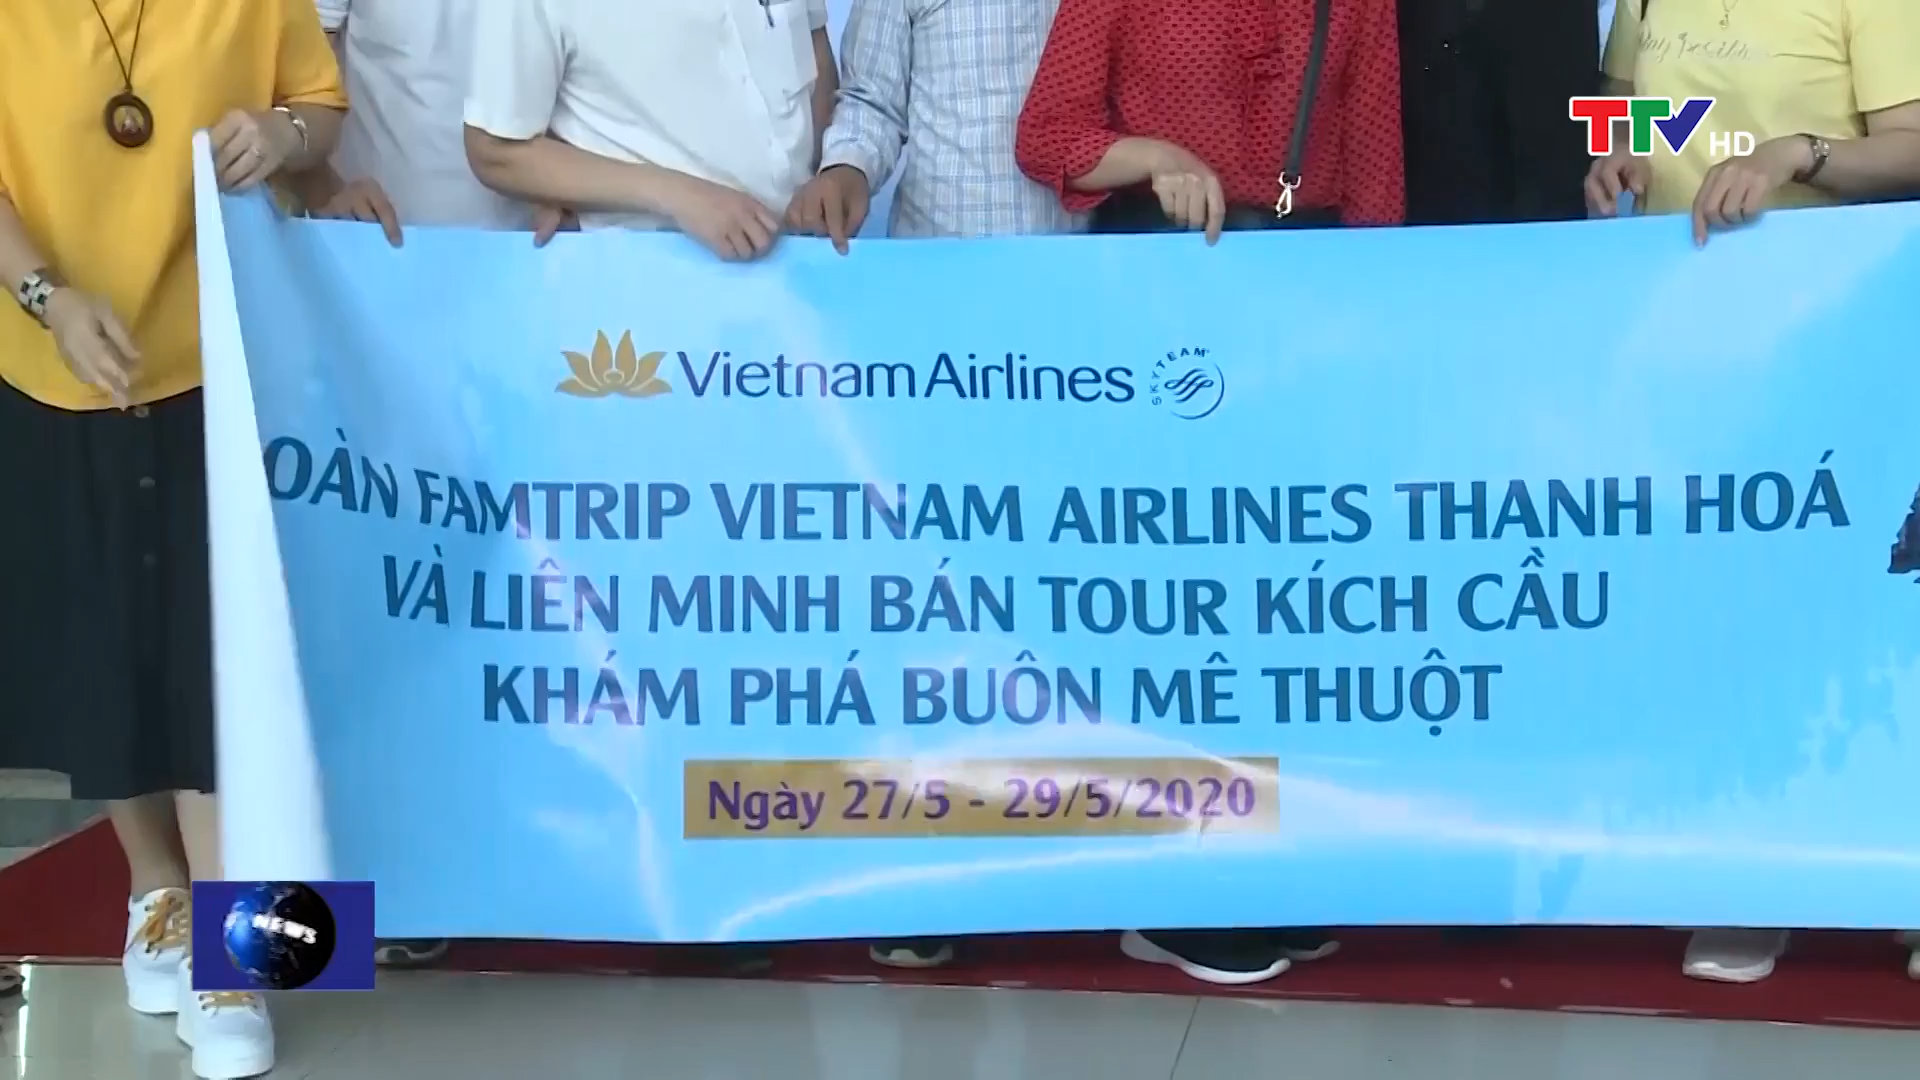 TTV HD
Vietnam Airlines SKYTEAM
OÀN FAMTRIP VIETNAM AIRLINES THANH HOÁ
VÀ LIÊN MINH BÁN TOUR KÍCH CẦU
KHÁM PHÁ BUÔN MÊ THUỘT
Ngày 27/5 - 29/5/2020
NEWS